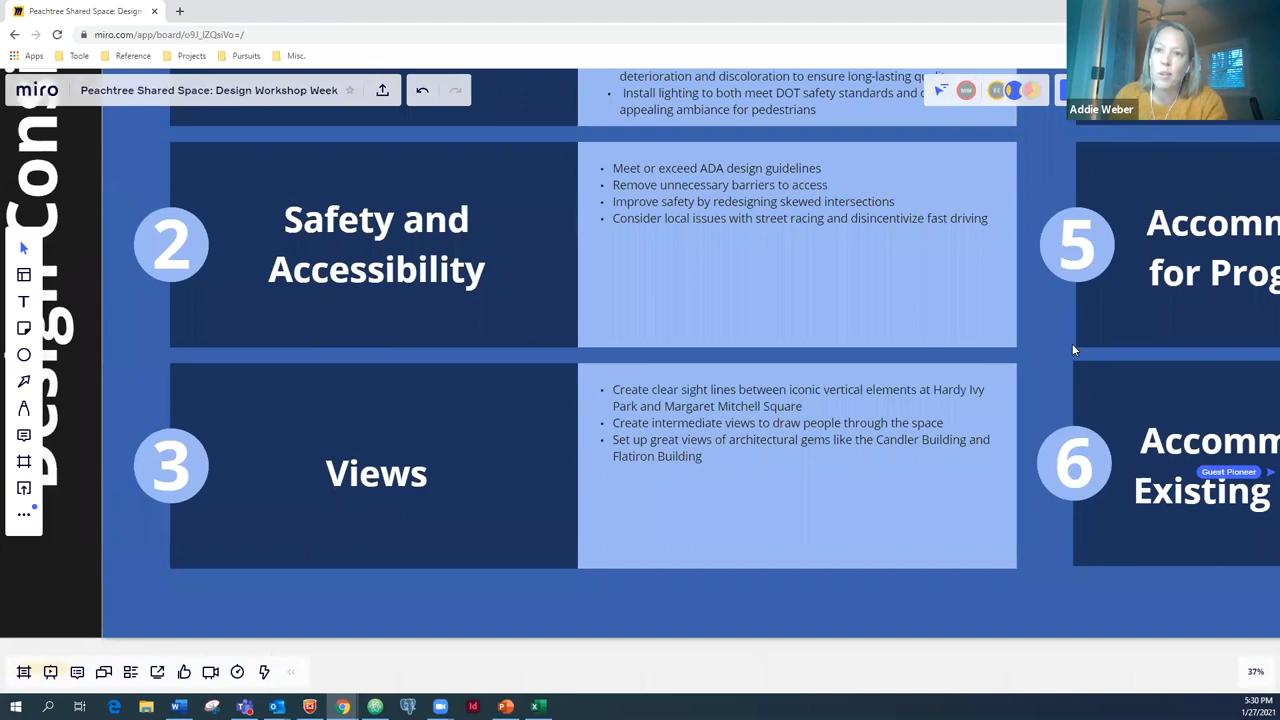 Peachtree Shared Space: Design
miro.com/app/board/o9J_lZQsiVo=/
Apps
Tools
Reference
Projects
Pursuits
Misc.
Addie Weber
miro
Peachtree Shared Space: Design Workshop Week
deterioration and discoloration to ensure long-lasting
• Install lighting to both meet DOT safety standards and
appealing ambiance for pedestrians
MW
2
Safety and
Accessibility
• Meet or exceed ADA design guidelines
• Remove unnecessary barriers to access
• Improve safety by redesigning skewed intersections
• Consider local issues with street racing and disincentivize fast driving
5
Accomm
for Prog
3
Views
• Create clear sight lines between iconic vertical elements at Hardy Ivy
Park and Margaret Mitchell Square
• Create intermediate views to draw people through the space
• Set up great views of architectural gems like the Candler Building and
Flatiron Building
6
Accomm
Existing
Guest Pioneer
Design Consi
37%
5:30 PM
1/27/2021